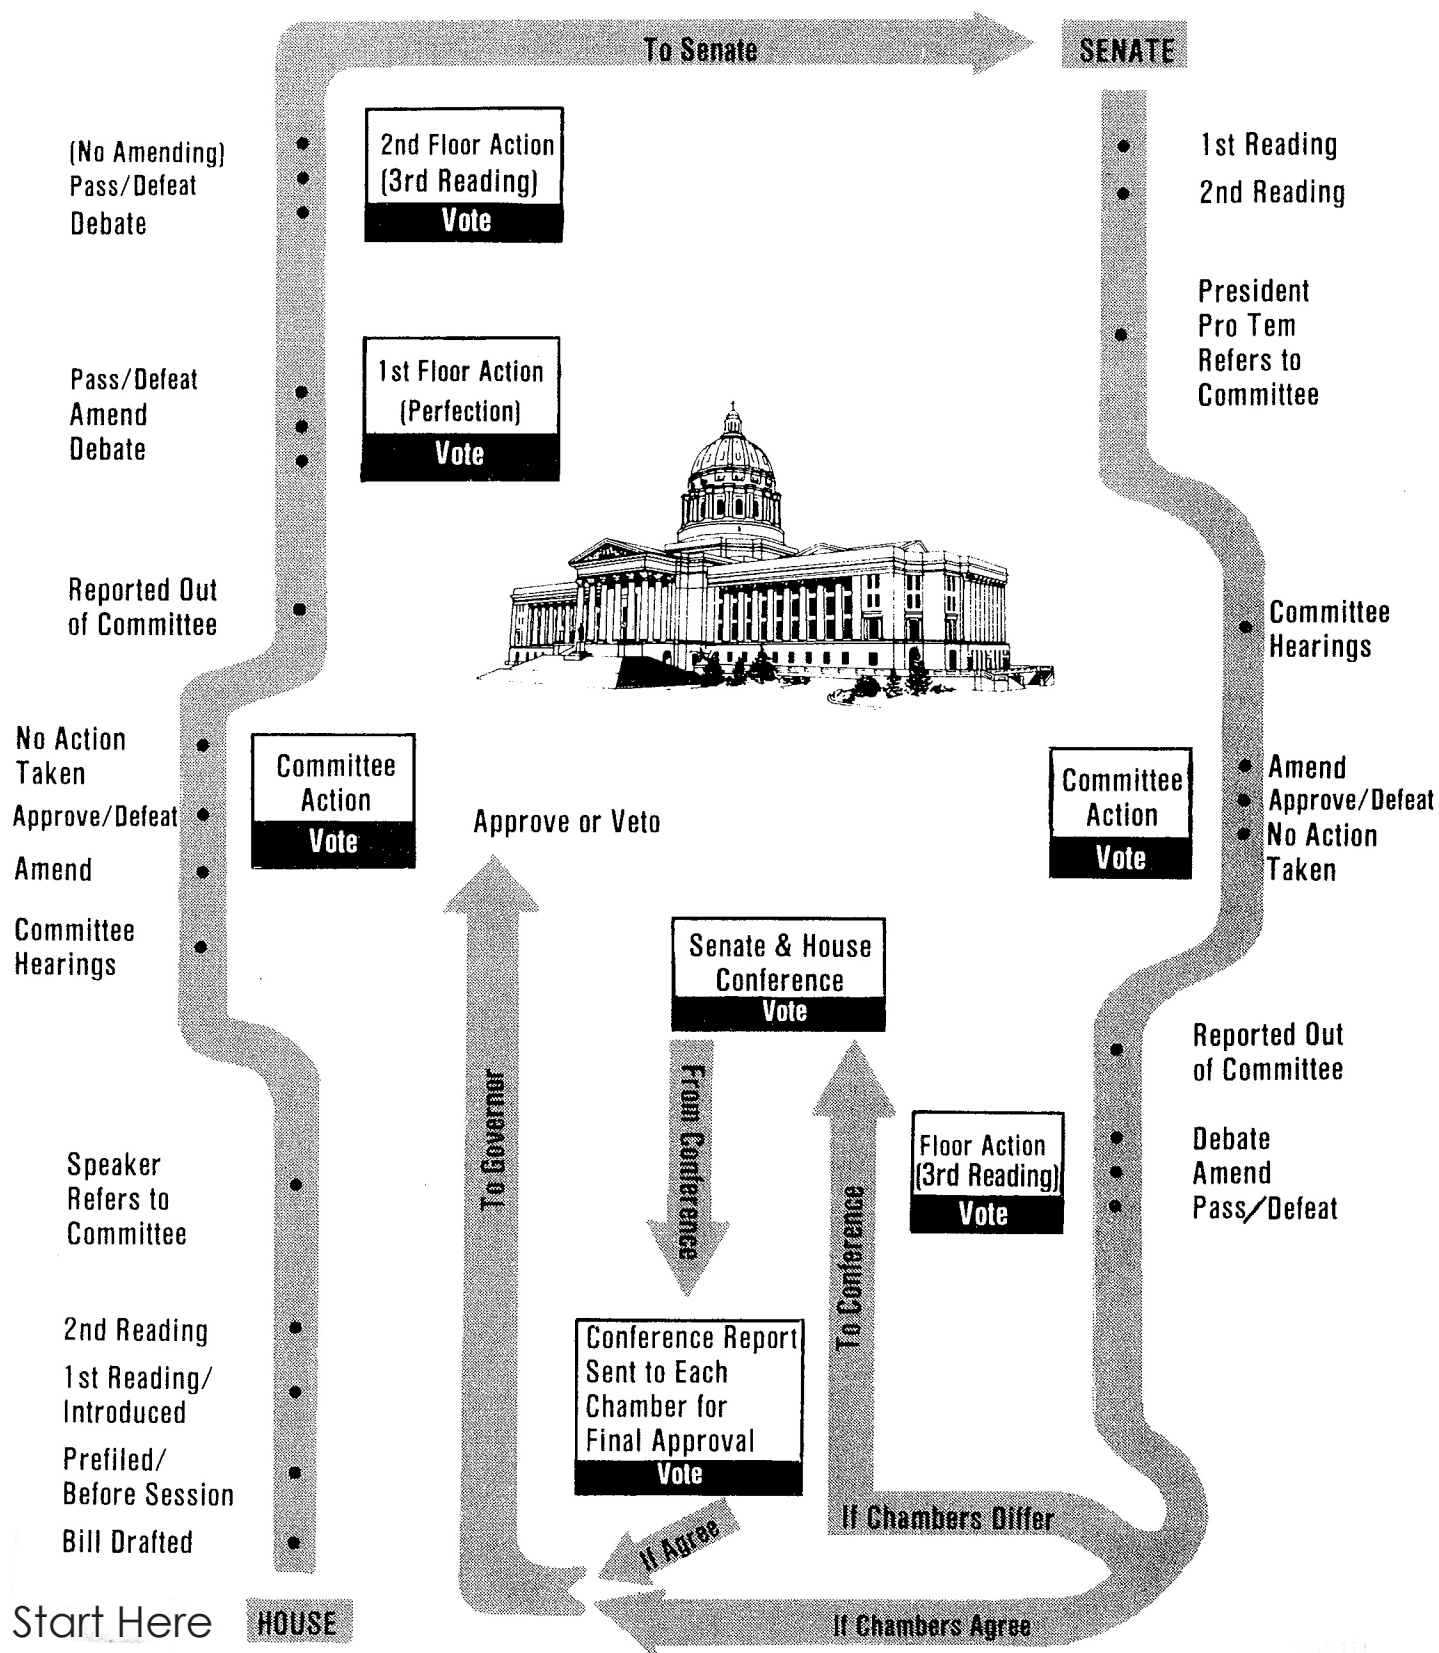 To Senate
SENATE
(No Amending)
Pass/Defeat
Debate
2nd Floor Action
(3rd Reading)
Vote
1st Reading
2nd Reading
President
Pro Tem
Refers to
Committee
Pass/Defeat
Amend
Debate
1st Floor Action
(Perfection)
Vote
Reported Out
of Committee
Committee
Hearings
No Action
Taken
Approve/Defeat
Amend
Committee
Hearings
Committee
Action
Vote
Approve or Veto
Committee
Action
Vote
Amend
Approve/Defeat
No Action
Taken
Senate & House
Conference
Vote
Reported Out
of Committee
To Governor
From Conference
To Conference
Floor Action
(3rd Reading)
Vote
Debate
Amend
Pass/Defeat
Speaker
Refers to
Committee
2nd Reading
1st Reading/
Introduced
Prefiled/
Before Session
Bill Drafted
Conference Report
Sent to Each
Chamber for
Final Approval
Vote
If Agree
If Chambers Differ
If Chambers Agree
Start Here
HOUSE